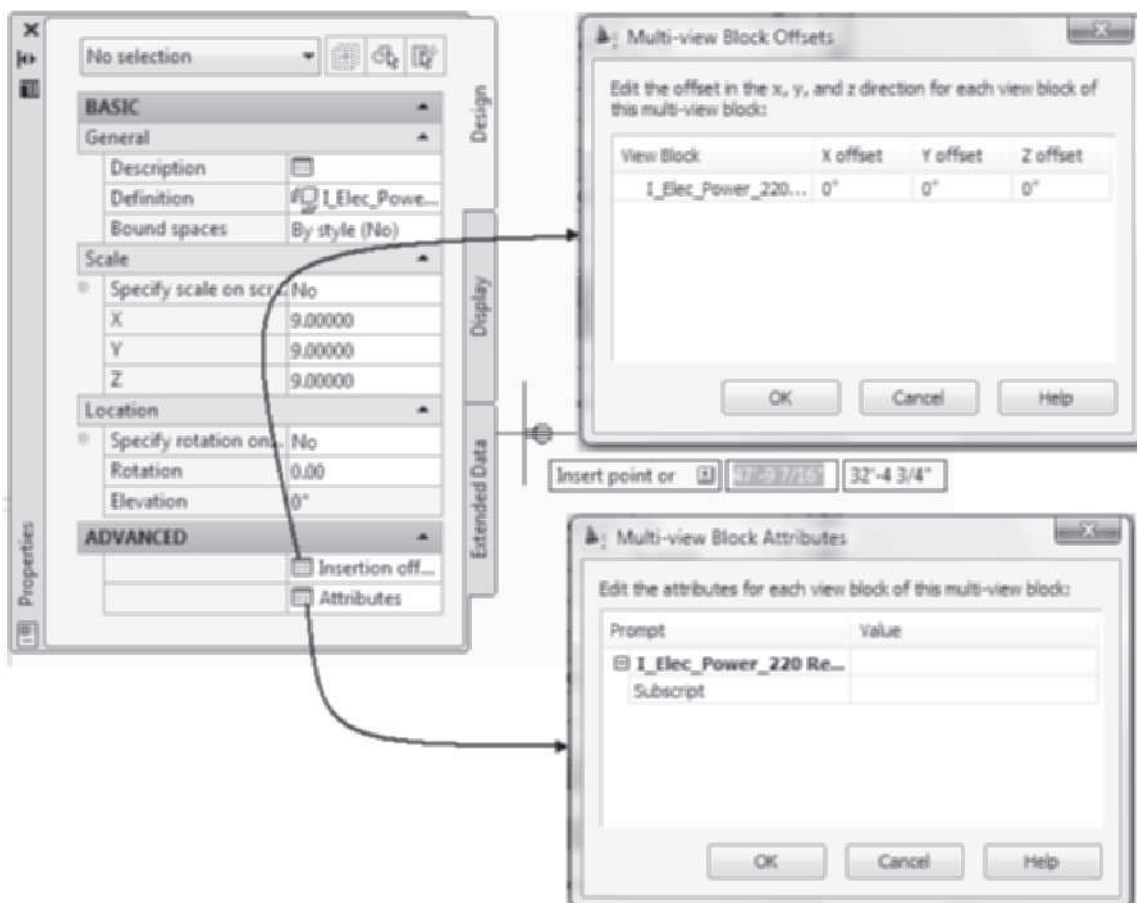 No selection
BASIC
General
Description
Definition I_Elec_Powe...
Bound spaces By style (No)
Scale
Specify scale on scr... No
X 9.00000
Y 9.00000
Z 9.00000
Location
Specify rotation on... No
Rotation 0.00
Elevation 0"
ADVANCED
Insertion off...
Attributes
Properties
Design
Display
Extended Data
Multi-view Block Offsets
Edit the offset in the x, y, and z direction for each view block of
this multi-view block:
View Block X offset Y offset Z offset
I_Elec_Power_220... 0" 0" 0"
OK Cancel Help
Insert point or 32'-4 3/4"
Multi-view Block Attributes
Edit the attributes for each view block of this multi-view block:
Prompt Value
I_Elec_Power_220 Re...
Subscript
OK Cancel Help